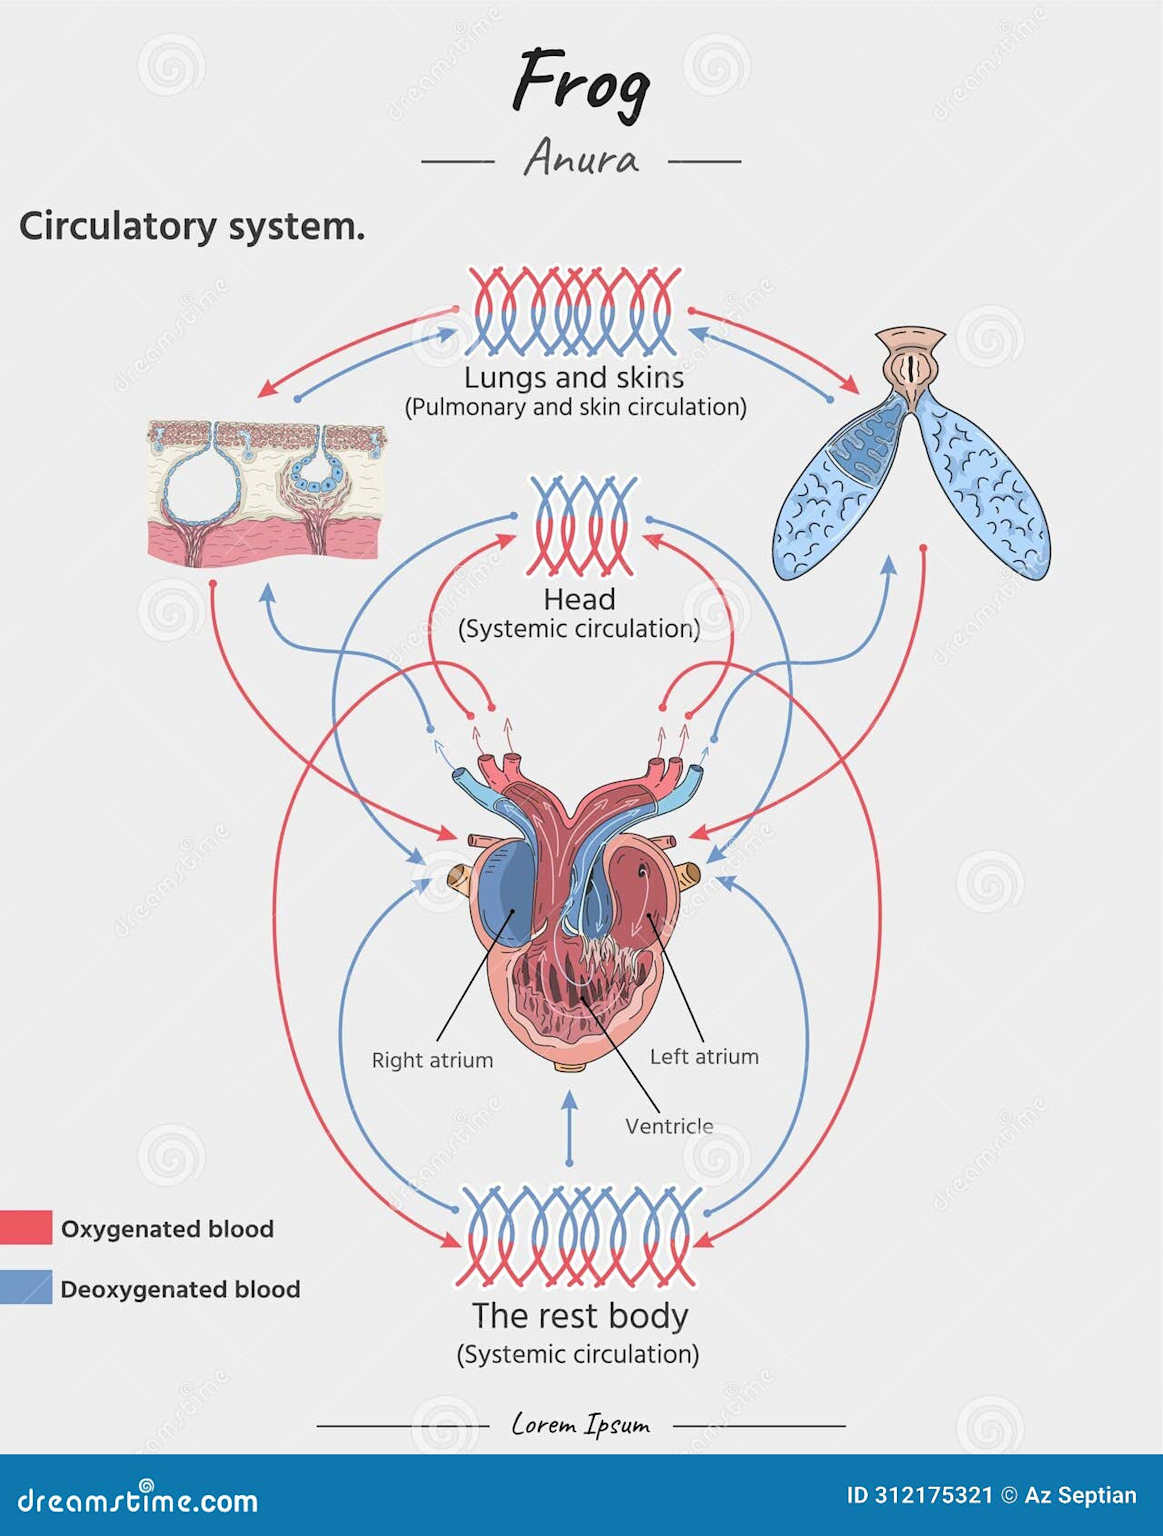 Frog
Anura
Circulatory system.
Lungs and skins
(Pulmonary and skin circulation)
Head
(Systemic circulation)
Right atrium
Left atrium
Ventricle
Oxygenated blood
Deoxygenated blood
The rest body
(Systemic circulation)
Lorem Ipsum
dreamstime.com
ID 312175321 © Az Septian